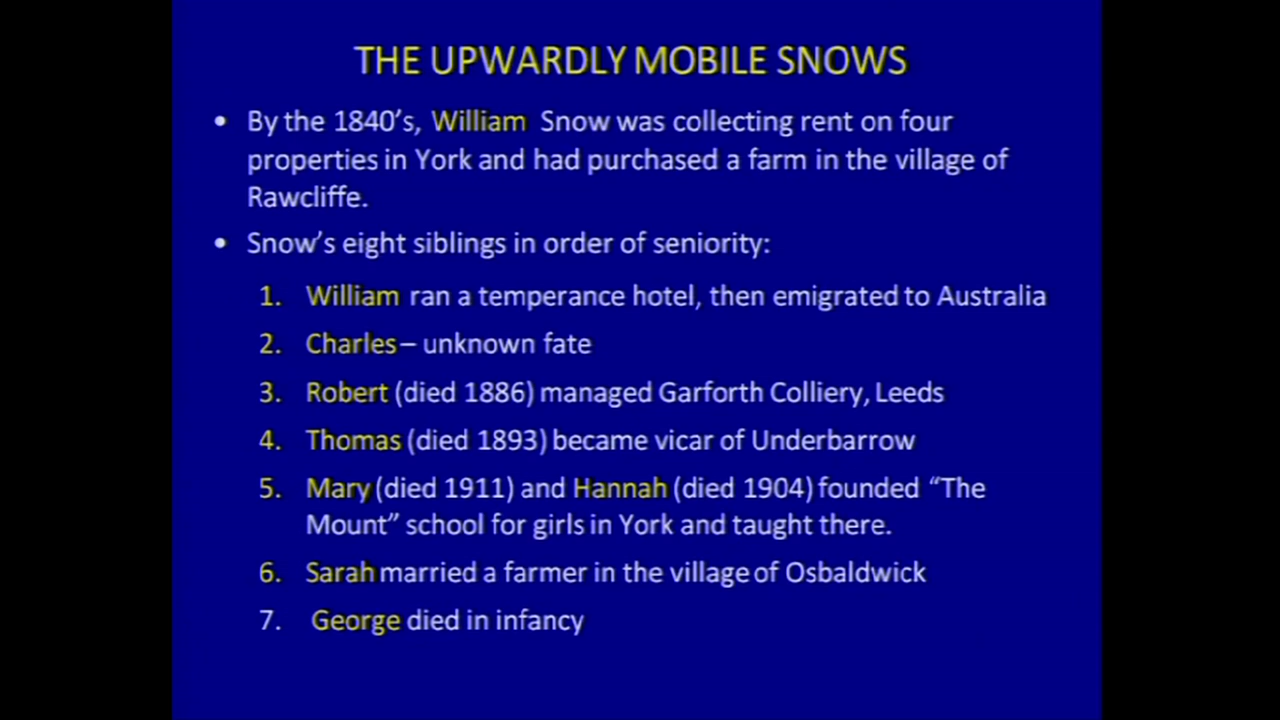 THE UPWARDLY MOBILE SNOWS
• By the 1840's, William Snow was collecting rent on four
properties in York and had purchased a farm in the village of
Rawcliffe.
• Snow's eight siblings in order of seniority:
1. William ran a temperance hotel, then emigrated to Australia
2. Charles – unknown fate
3. Robert (died 1886) managed Garforth Colliery, Leeds
4. Thomas (died 1893) became vicar of Underbarrow
5. Mary (died 1911) and Hannah (died 1904) founded “The
Mount” school for girls in York and taught there.
6. Sarah married a farmer in the village of Osbaldwick
7. George died in infancy